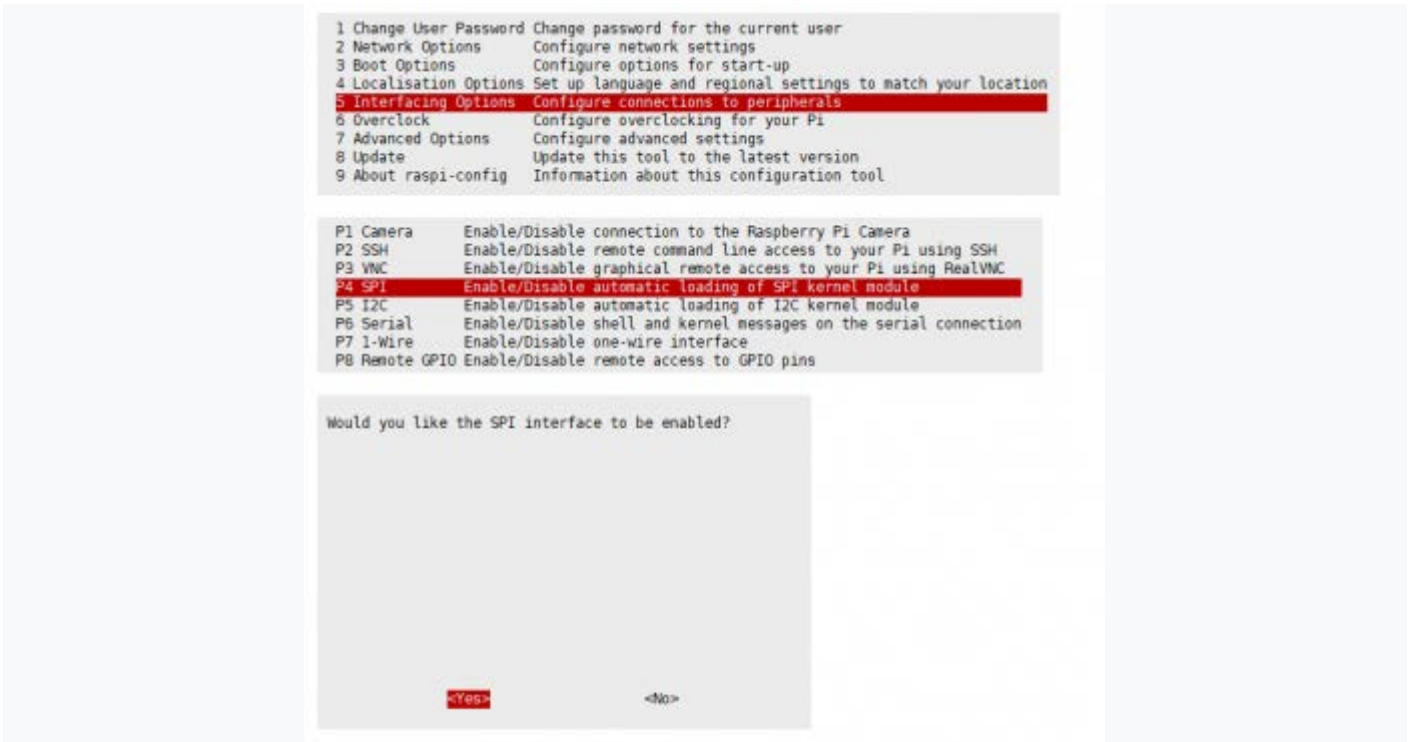 1 Change User Password Change password for the current user
2 Network Options Configure network settings
3 Boot Options Configure options for start-up
4 Localisation Options Set up language and regional settings to match your location
5 Interfacing Options Configure connections to peripherals
6 Overclock Configure overclocking for your Pi
7 Advanced Options Configure advanced settings
8 Update Update this tool to the latest version
9 About raspi-config Information about this configuration tool
P1 Camera Enable/Disable connection to the Raspberry Pi Camera
P2 SSH Enable/Disable remote command line access to your Pi using SSH
P3 VNC Enable/Disable graphical remote access to your Pi using RealVNC
P4 SPI Enable/Disable automatic loading of SPI kernel module
P5 I2C Enable/Disable automatic loading of I2C kernel module
P6 Serial Enable/Disable shell and kernel messages on the serial connection
P7 1-Wire Enable/Disable one-wire interface
P8 Remote GPIO Enable/Disable remote access to GPIO pins
Would you like the SPI interface to be enabled?
<Yes> <No>